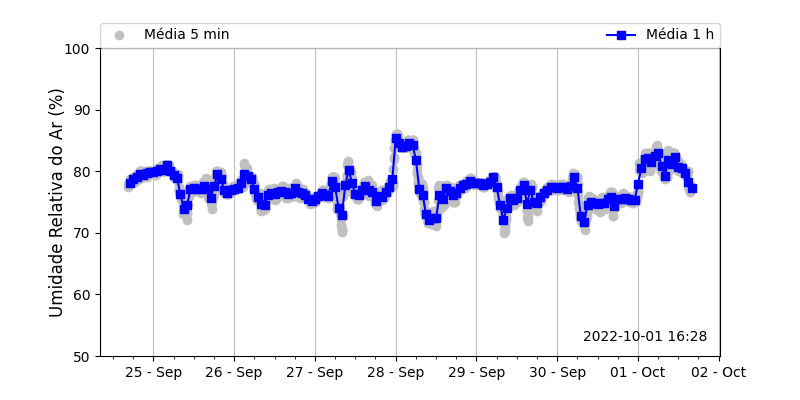 Média 5 min Média 1 h
100
90
80
70
60
50
Umidade Relativa do Ar (%)
2022-10-01 16:28
25 - Sep 26 - Sep 27 - Sep 28 - Sep 29 - Sep 30 - Sep 01 - Oct 02 - Oct